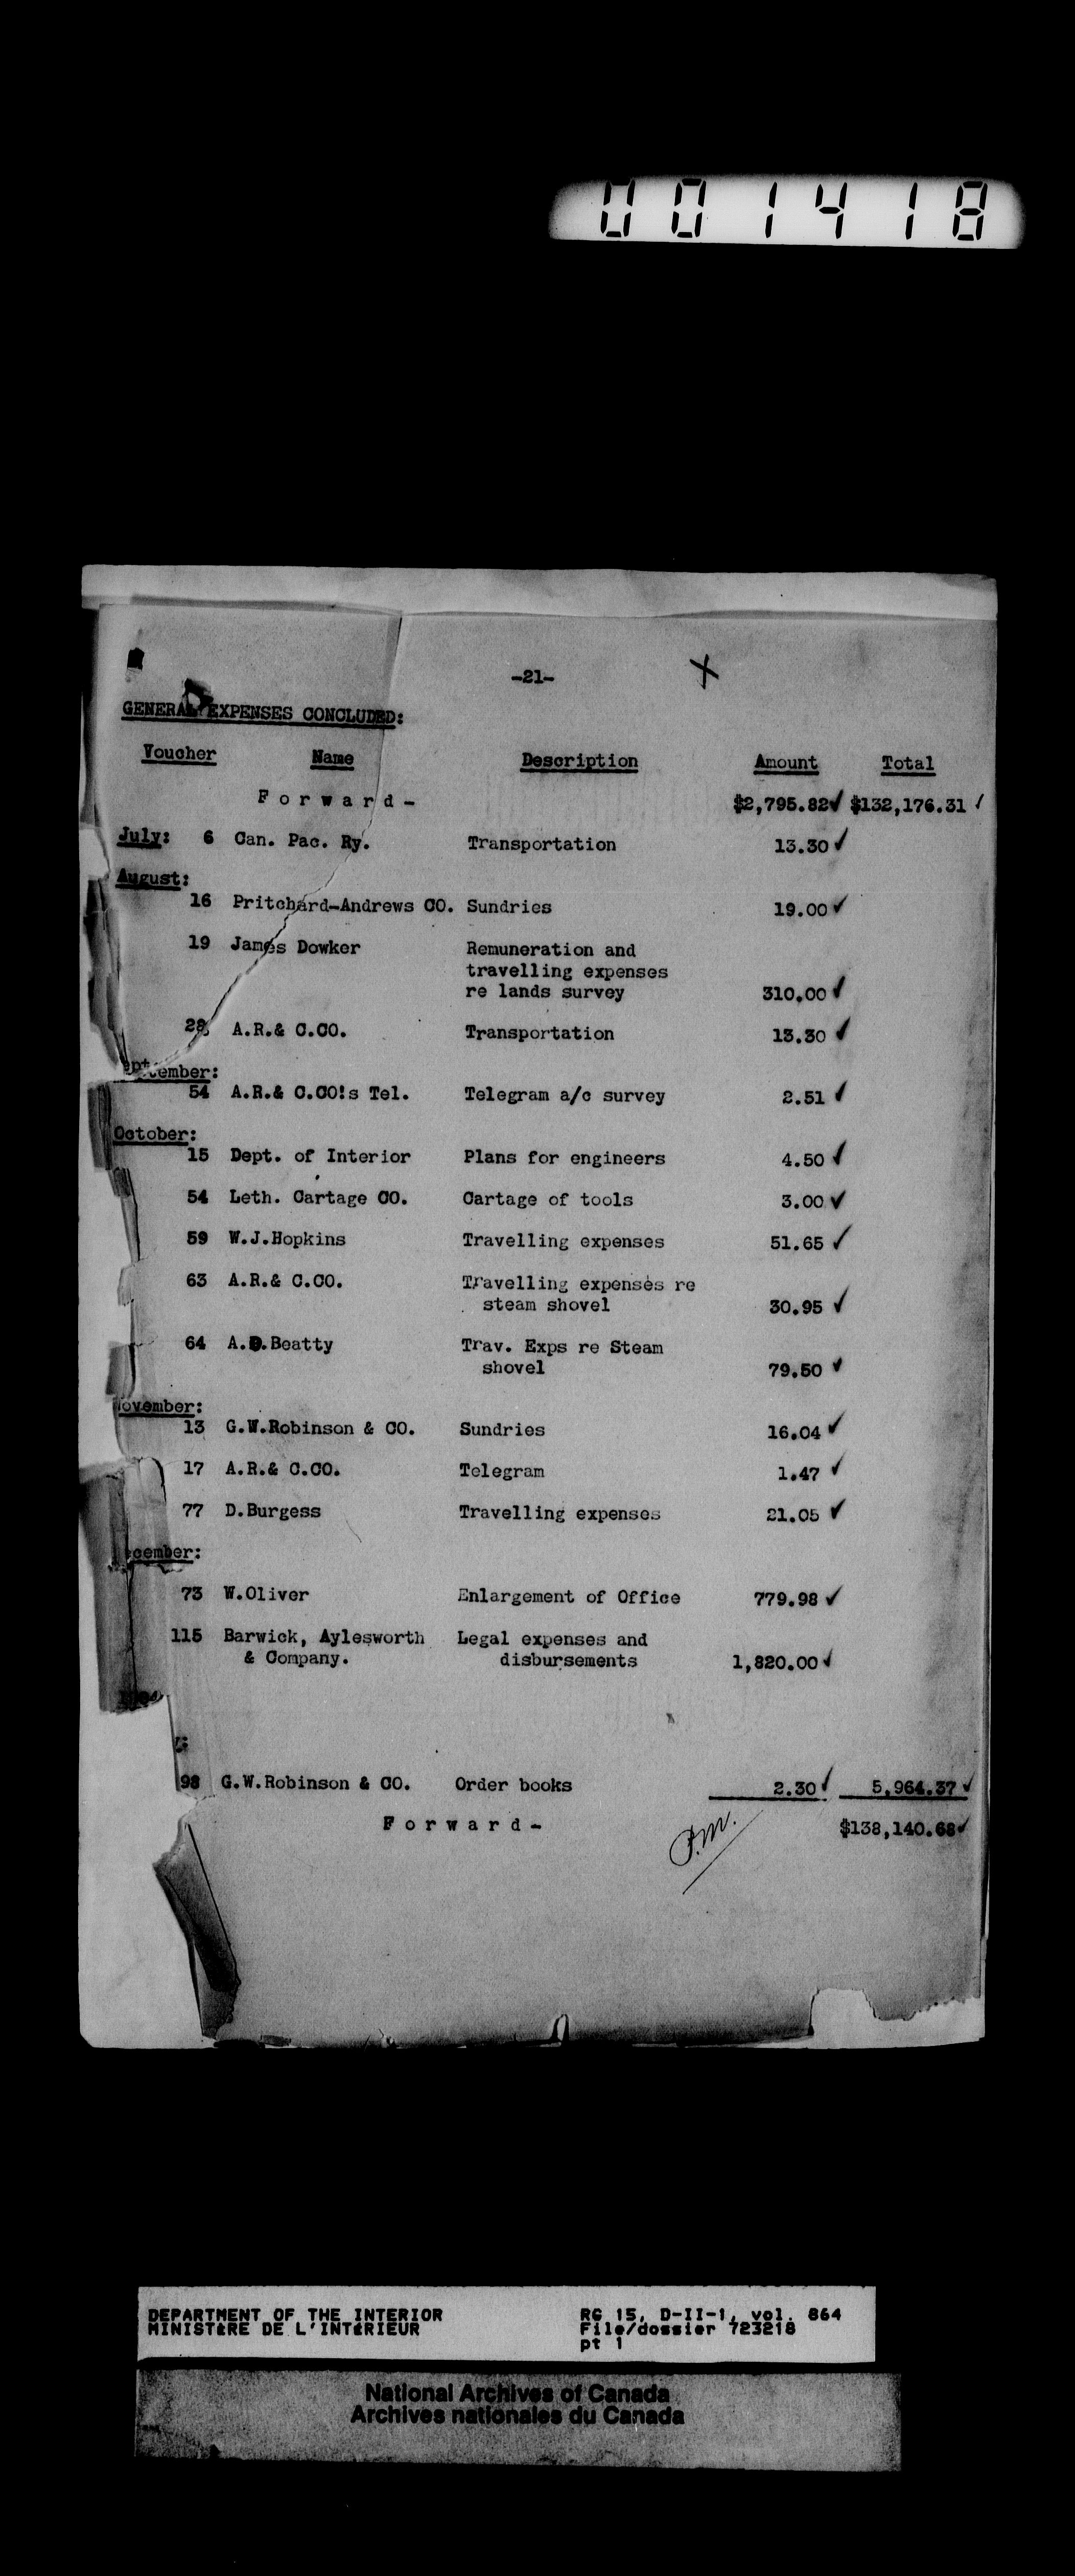 001418
-21-
GENERAL EXPENSES CONCLUDED:
Voucher Name Description Amount Total
Forward- $2,795.82✓ $132,176.31 ✓
July: 6 Can. Pac. Ry. Transportation 13.30 ✓
August:
16 Pritchard-Andrews CO. Sundries 19.00 ✓
19 James Dowker Remuneration and
travelling expenses
re lands survey 310.00 ✓
28 A.R.& C.CO. Transportation 13.30 ✓
September:
54 A.R.& C.CO!s Tel. Telegram a/c survey 2.51 ✓
October:
15 Dept. of Interior Plans for engineers 4.50 ✓
54 Leth. Cartage CO. Cartage of tools 3.00 ✓
59 W.J.Hopkins Travelling expenses 51.65 ✓
63 A.R.& C.CO. Travelling expenses re
steam shovel 30.95 ✓
64 A.D.Beatty Trav. Exps re Steam
shovel 79.50 ✓
ovember:
13 G.W.Robinson & CO. Sundries 16.04 ✓
17 A.R.& C.CO. Telegram 1.47 ✓
77 D.Burgess Travelling expenses 21.05 ✓
cember:
73 W.Oliver Enlargement of Office 779.98 ✓
115 Barwick, Aylesworth Legal expenses and
& Company. disbursements 1,820.00 ✓
98 G.W.Robinson & CO. Order books 2.30 ✓ 5,964.37 ✓
Forward- $138,140.68 ✓
P.M.
DEPARTMENT OF THE INTERIOR RG 15, D-II-1, vol. 864
MINISTÈRE DE L'INTÉRIEUR File/dossier 723218
pt 1
National Archives of Canada
Archives nationales du Canada